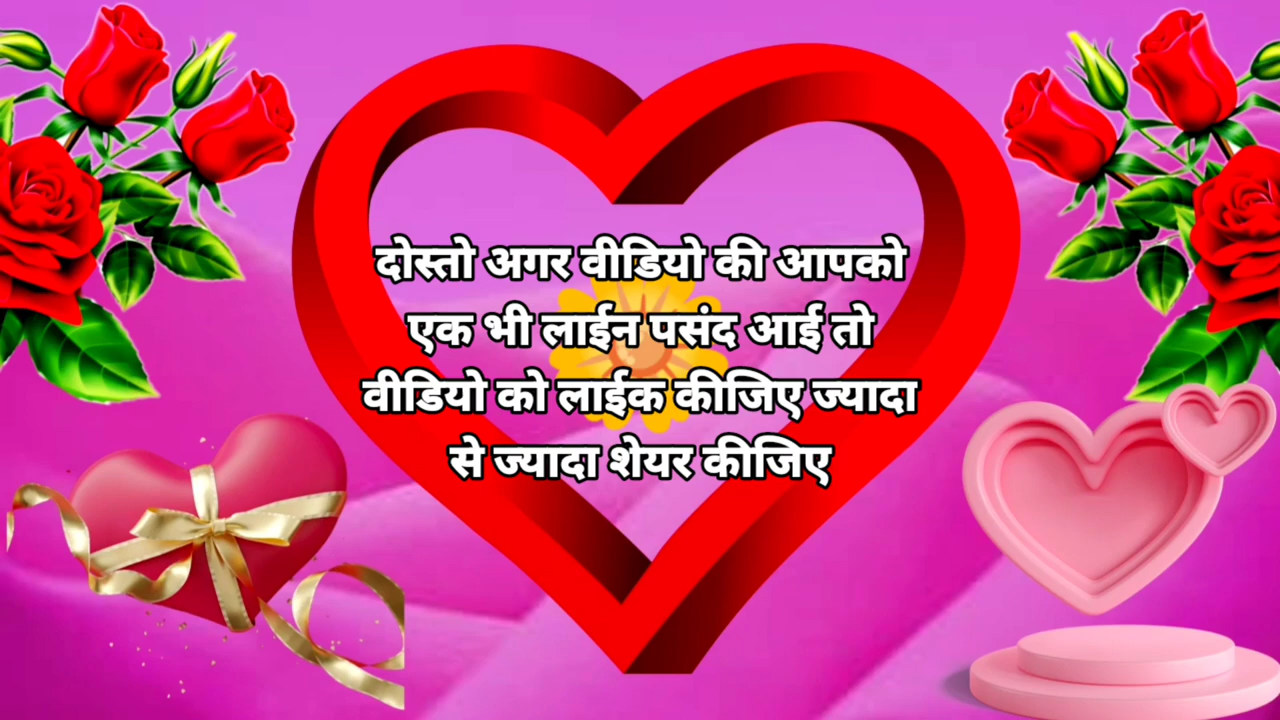 दोस्तो अगर वीडियो की आपको
एक भी लाईन पसंद आई तो
वीडियो को लाईक कीजिए ज्यादा
से ज्यादा शेयर कीजिए